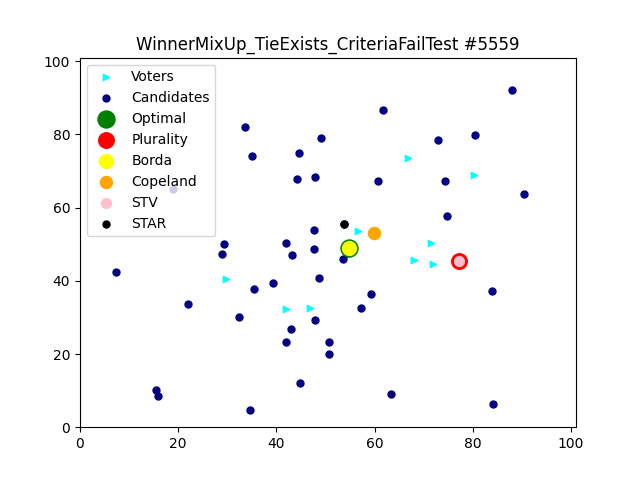 WinnerMixUp_TieExists_CriteriaFailTest #5559
100
80
60
40
20
0
Voters
Candidates
Optimal
Plurality
Borda
Copeland
STV
STAR
0 20 40 60 80 100